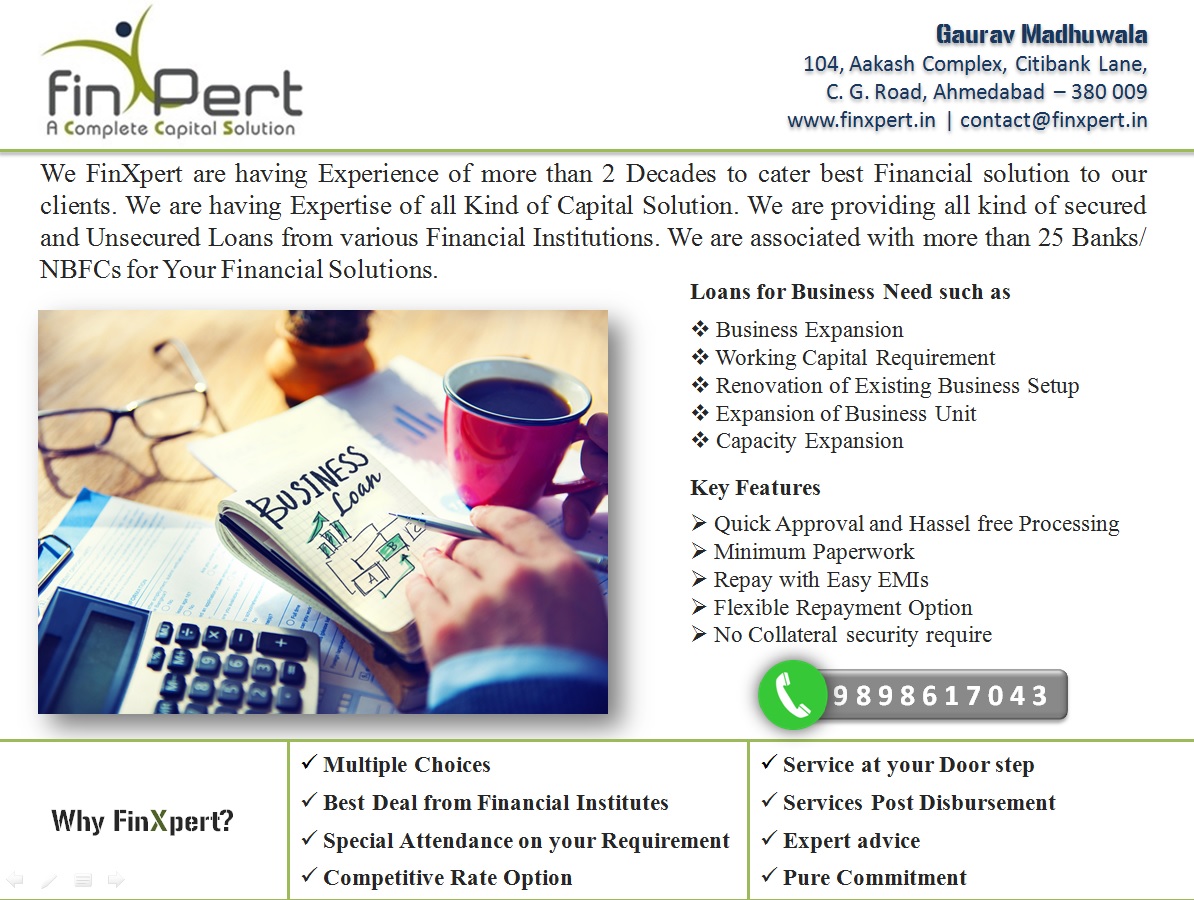 finXpert
A Complete Capital Solution
Gaurav Madhuwala
104, Aakash Complex, Citibank Lane,
C. G. Road, Ahmedabad – 380 009
www.finxpert.in | contact@finxpert.in
We FinXpert are having Experience of more than 2 Decades to cater best Financial solution to our
clients. We are having Expertise of all Kind of Capital Solution. We are providing all kind of secured
and Unsecured Loans from various Financial Institutions. We are associated with more than 25 Banks/
NBFCs for Your Financial Solutions.
BUSINESS
Loan
A
B
Loans for Business Need such as
❖ Business Expansion
❖ Working Capital Requirement
❖ Renovation of Existing Business Setup
❖ Expansion of Business Unit
❖ Capacity Expansion
Key Features
➢ Quick Approval and Hassel free Processing
➢ Minimum Paperwork
➢ Repay with Easy EMIs
➢ Flexible Repayment Option
➢ No Collateral security require
9898617043
Why FinXpert?
✓ Multiple Choices
✓ Best Deal from Financial Institutes
✓ Special Attendance on your Requirement
✓ Competitive Rate Option
✓ Service at your Door step
✓ Services Post Disbursement
✓ Expert advice
✓ Pure Commitment